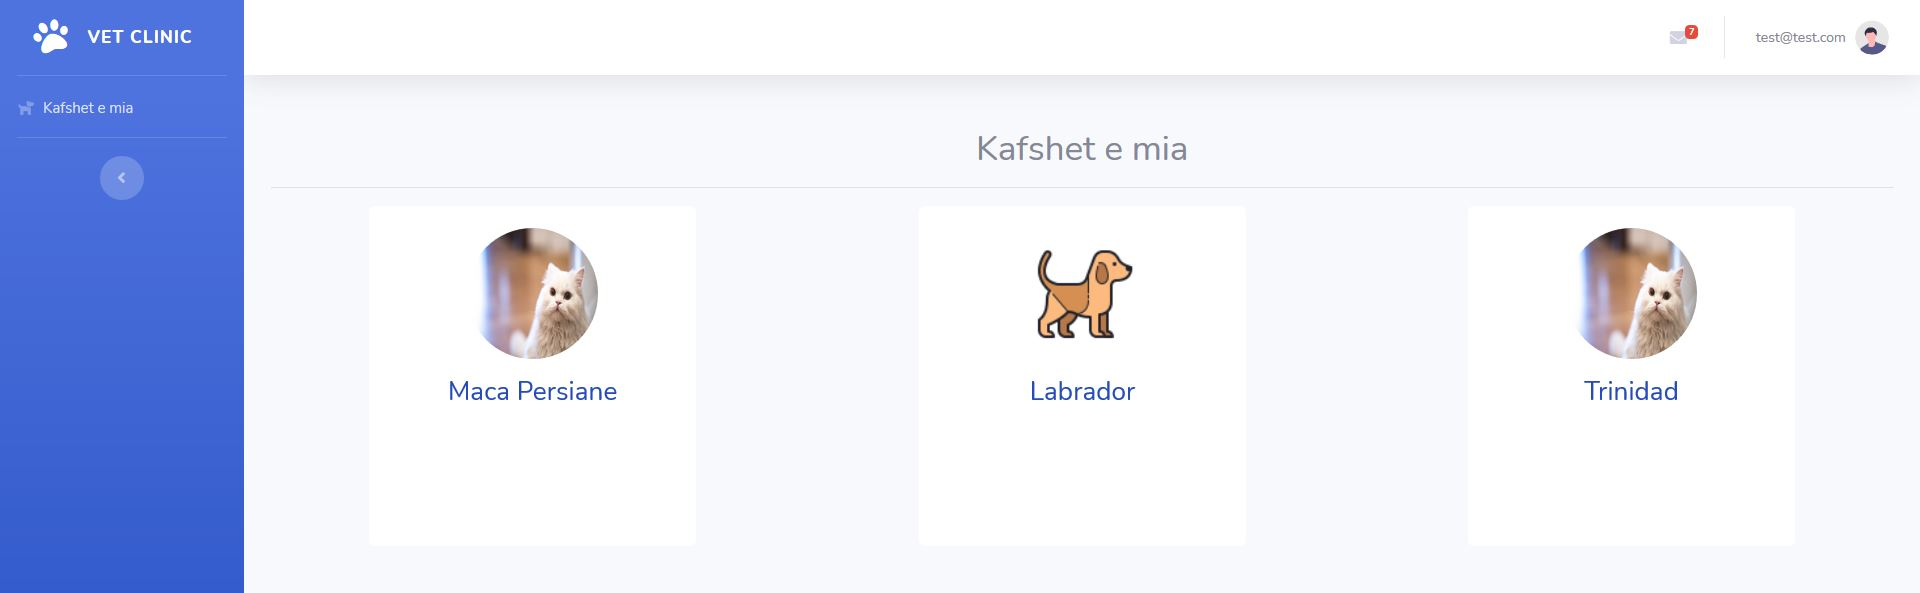 VET CLINIC
7
test@test.com
Kafshet e mia
Kafshet e mia
Maca Persiane
Labrador
Trinidad